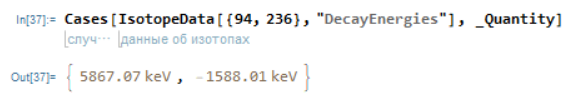 In[37]:= Cases[IsotopeData[{94, 236}, "DecayEnergies"], _Quantity]
случ⋯ данные об изотопах
Out[37]= { 5867.07 keV , -1588.01 keV }